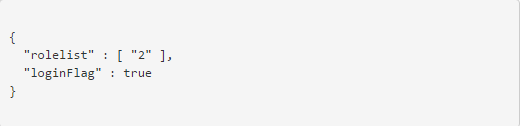 {
  "rolelist" : [ "2" ],
  "loginFlag" : true
}